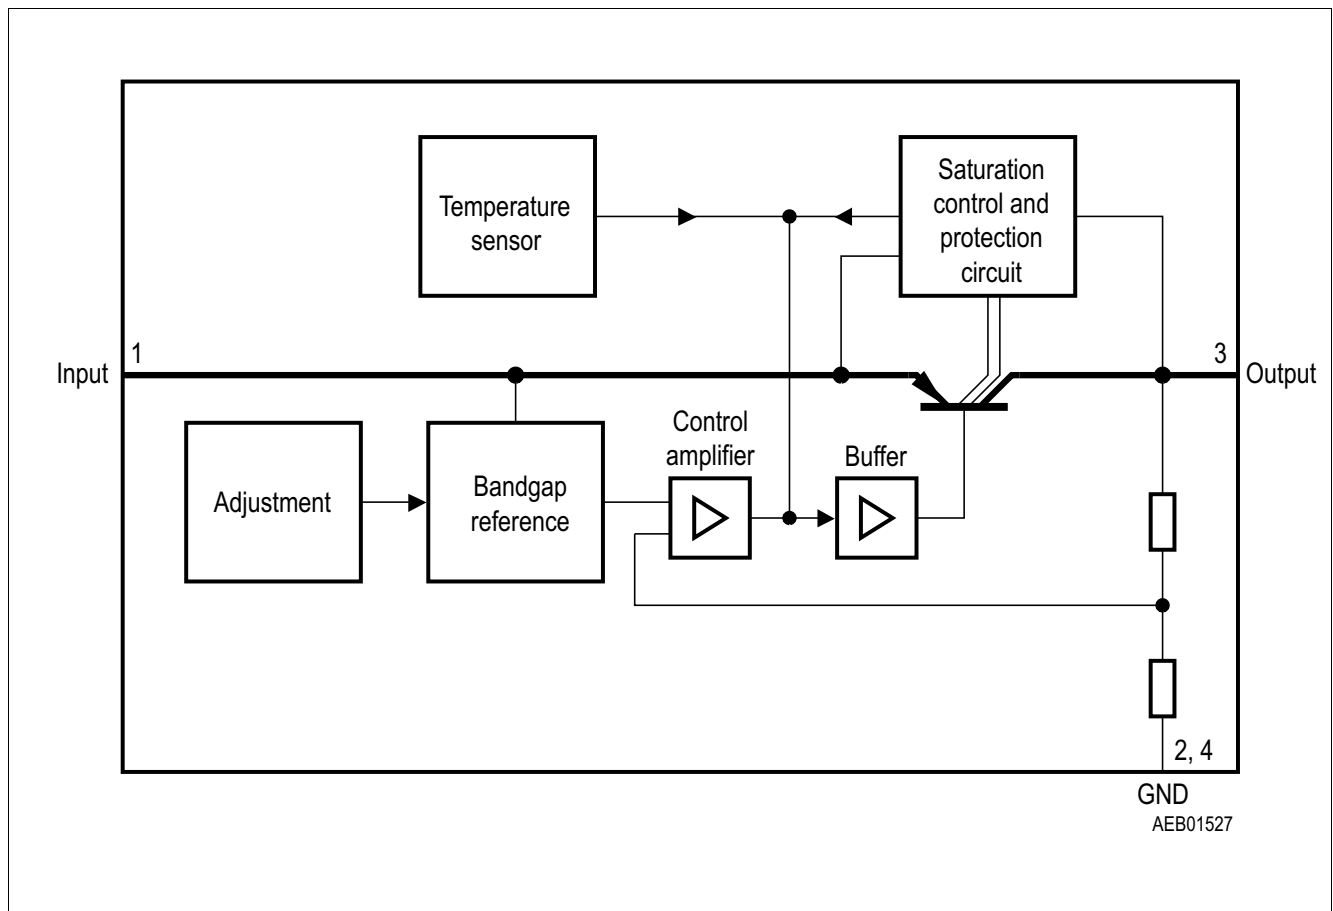 Temperature
sensor
Saturation
control and
protection
circuit
1
3
Input
Output
Adjustment
Bandgap
reference
Control
amplifier
Buffer
2, 4
GND
AEB01527